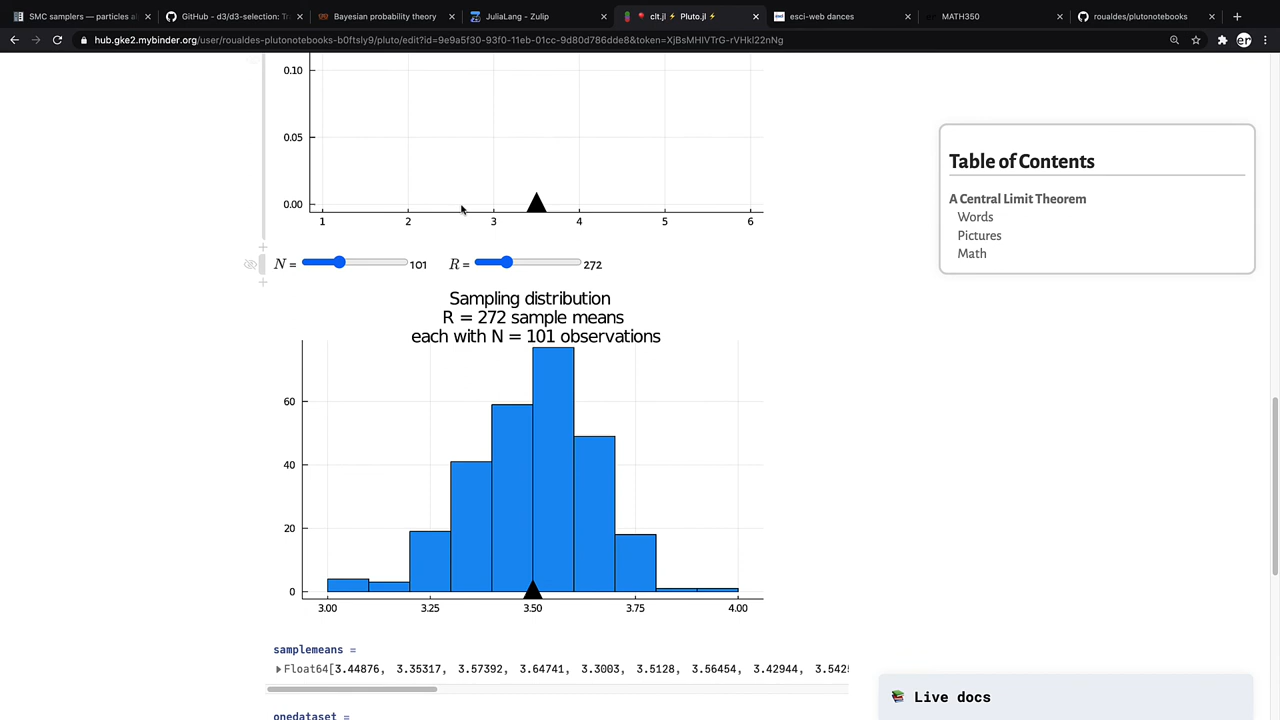 SMC samplers — particles al
GitHub - d3/d3-selection: Tra
Bayesian probability theory
JuliaLang - Zulip
clt.jl ⚡ Pluto.jl ⚡
esci-web dances
MATH350
roualdes/plutonotebooks
hub.gke2.mybinder.org/user/roualdes-plutonotebooks-b0ftsly9/pluto/edit?id=9e9a5f30-93f0-11eb-01cc-9d80d786dde8&token=XjBsMHIVTrG-rVHkl22nNg
er
0.10
0.05
0.00
1 2 3 4 5 6
N = 101 R = 272
Sampling distribution
R = 272 sample means
each with N = 101 observations
60
40
20
0
3.00 3.25 3.50 3.75 4.00
samplemeans =
Float64[3.44876, 3.35317, 3.57392, 3.64741, 3.3003, 3.5128, 3.56454, 3.42944, 3.542
onedataset =
Table of Contents
A Central Limit Theorem
Words
Pictures
Math
Live docs